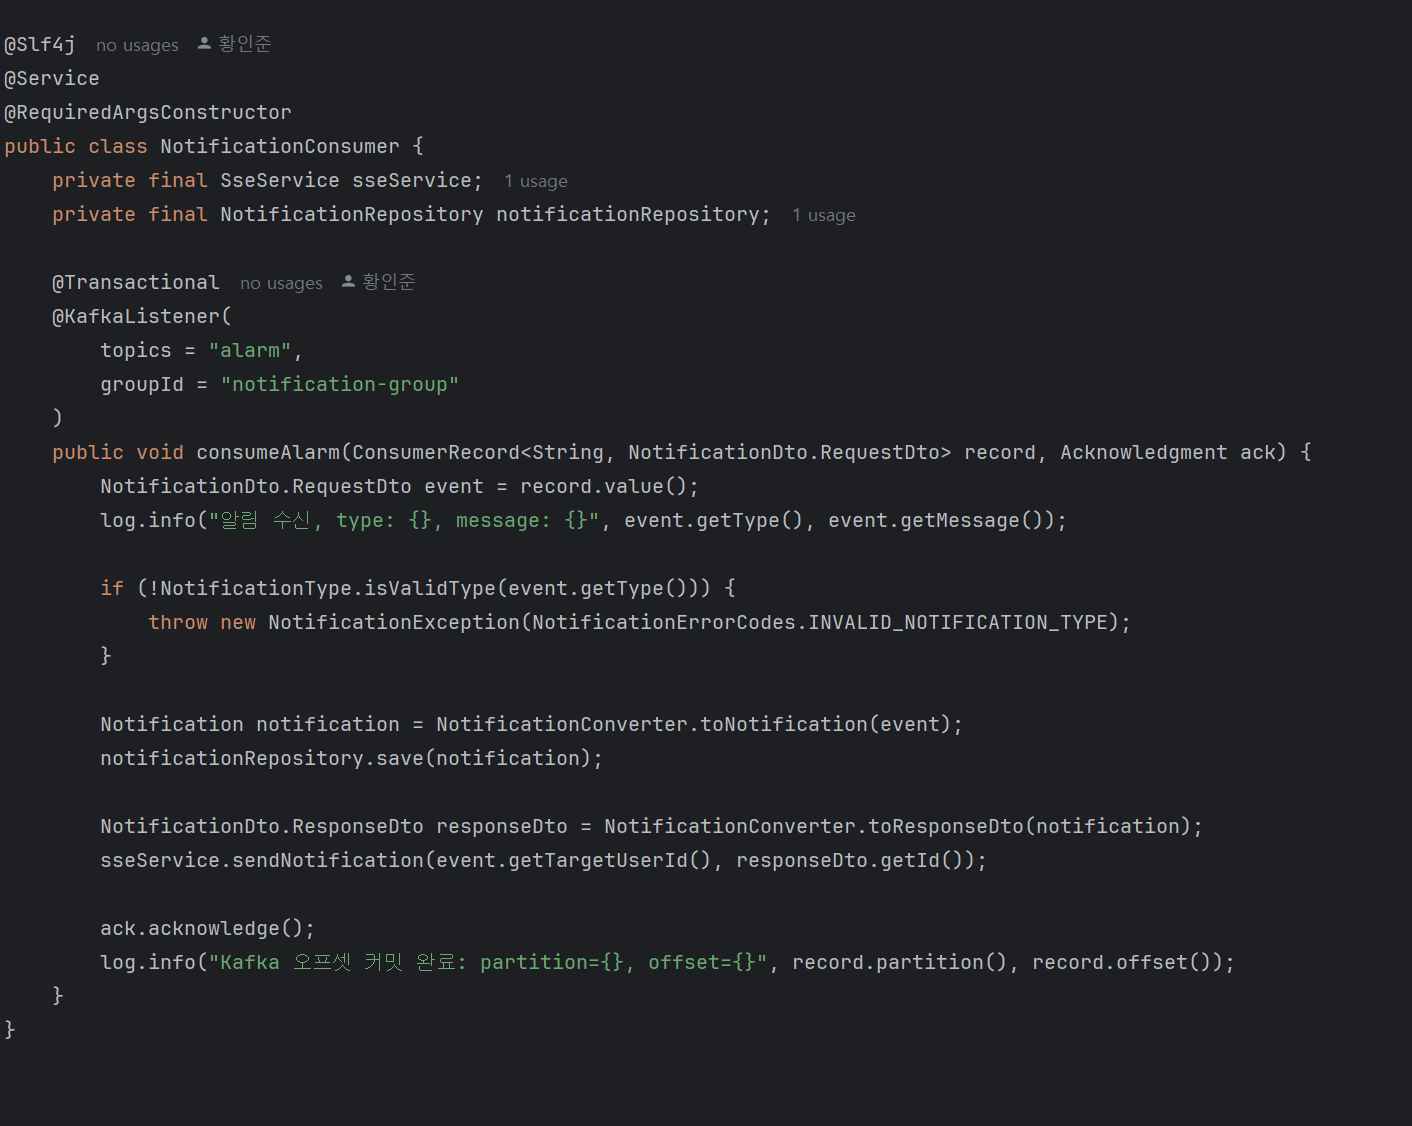 @Slf4j no usages 황인준
@Service
@RequiredArgsConstructor
public class NotificationConsumer {
    private final SseService sseService; 1 usage
    private final NotificationRepository notificationRepository; 1 usage
    @Transactional no usages 황인준
    @KafkaListener(
        topics = "alarm",
        groupId = "notification-group"
    )
    public void consumeAlarm(ConsumerRecord<String, NotificationDto.RequestDto> record, Acknowledgment ack) {
        NotificationDto.RequestDto event = record.value();
        log.info("알림 수신, type: {}, message: {}", event.getType(), event.getMessage());
        if (!NotificationType.isValidType(event.getType())) {
            throw new NotificationException(NotificationErrorCodes.INVALID_NOTIFICATION_TYPE);
        }
        Notification notification = NotificationConverter.toNotification(event);
        notificationRepository.save(notification);
        NotificationDto.ResponseDto responseDto = NotificationConverter.toResponseDto(notification);
        sseService.sendNotification(event.getTargetUserId(), responseDto.getId());
        ack.acknowledge();
        log.info("Kafka 오프셋 커밋 완료: partition={}, offset={}", record.partition(), record.offset());
    }
}